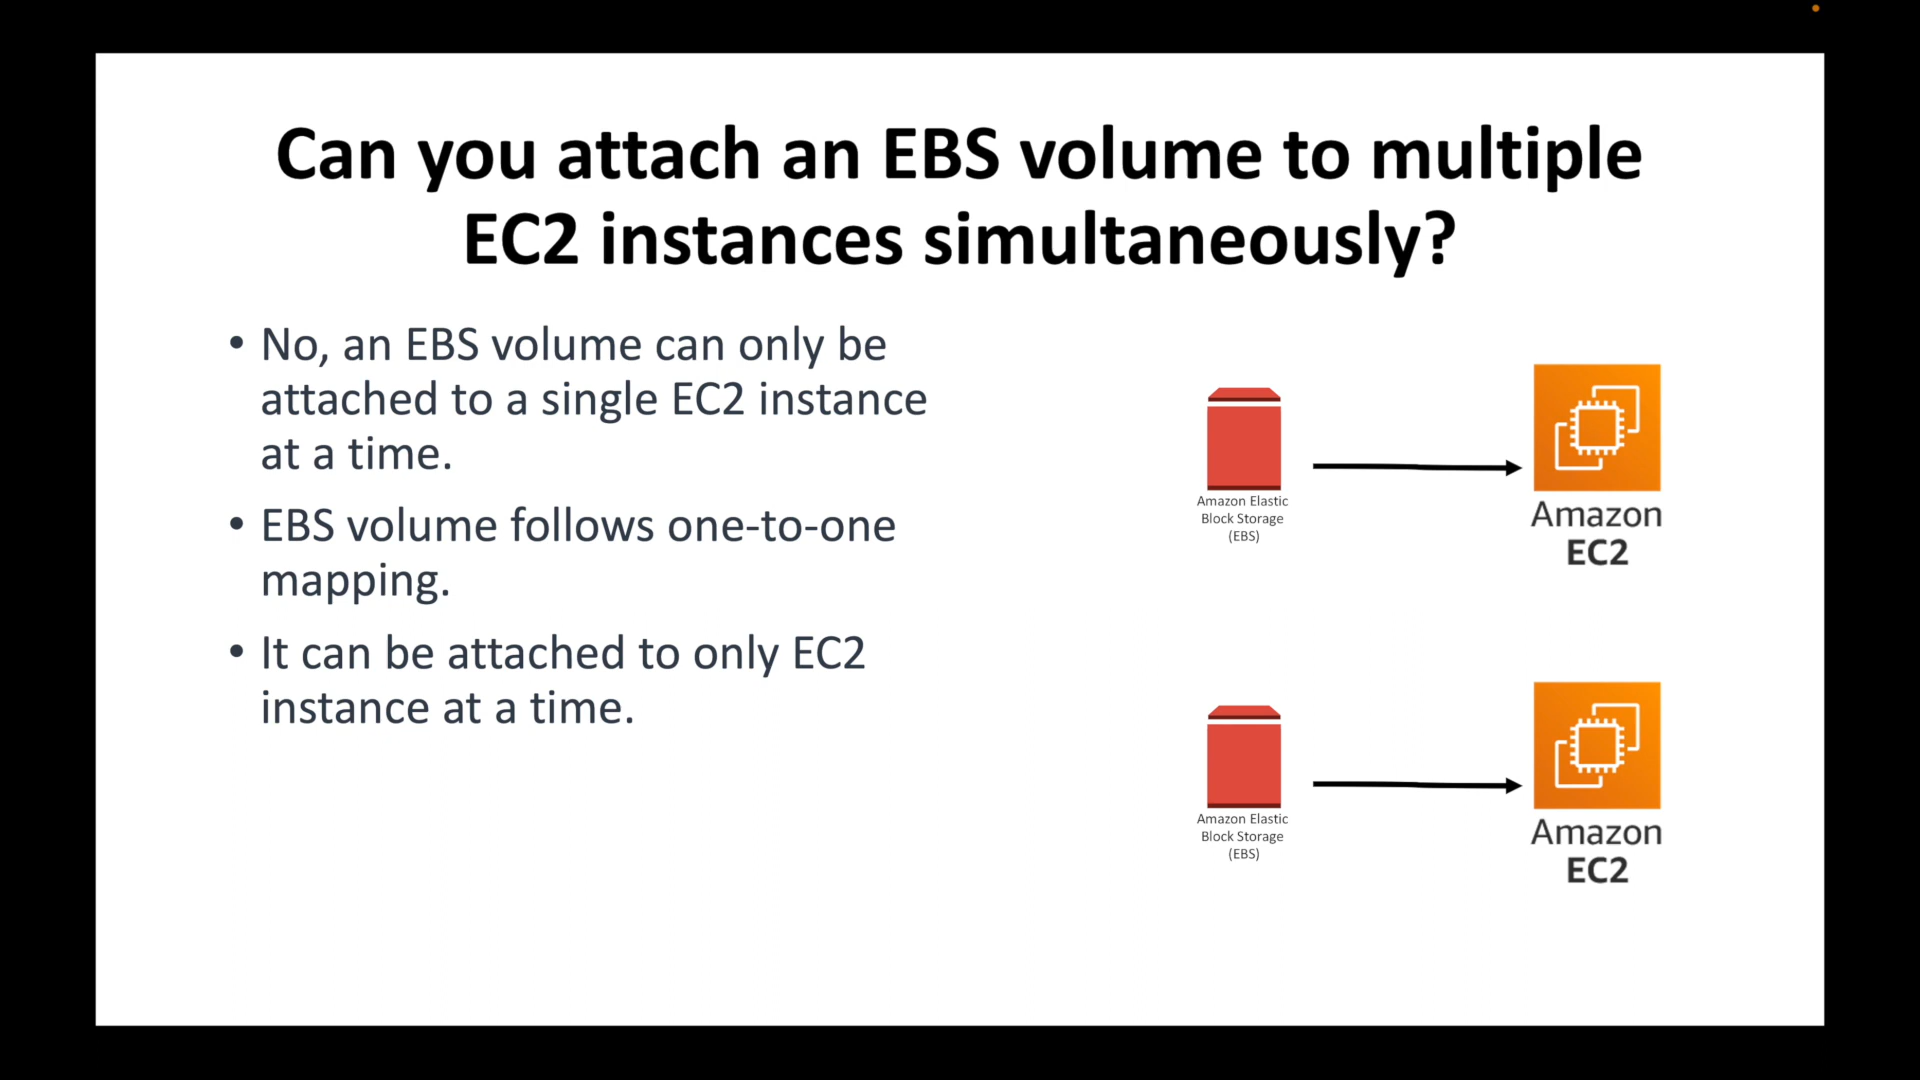 Can you attach an EBS volume to multiple
EC2 instances simultaneously?
• No, an EBS volume can only be
attached to a single EC2 instance
at a time.
• EBS volume follows one-to-one
mapping.
• It can be attached to only EC2
instance at a time.
Amazon Elastic
Block Storage
(EBS)
Amazon
EC2
Amazon Elastic
Block Storage
(EBS)
Amazon
EC2